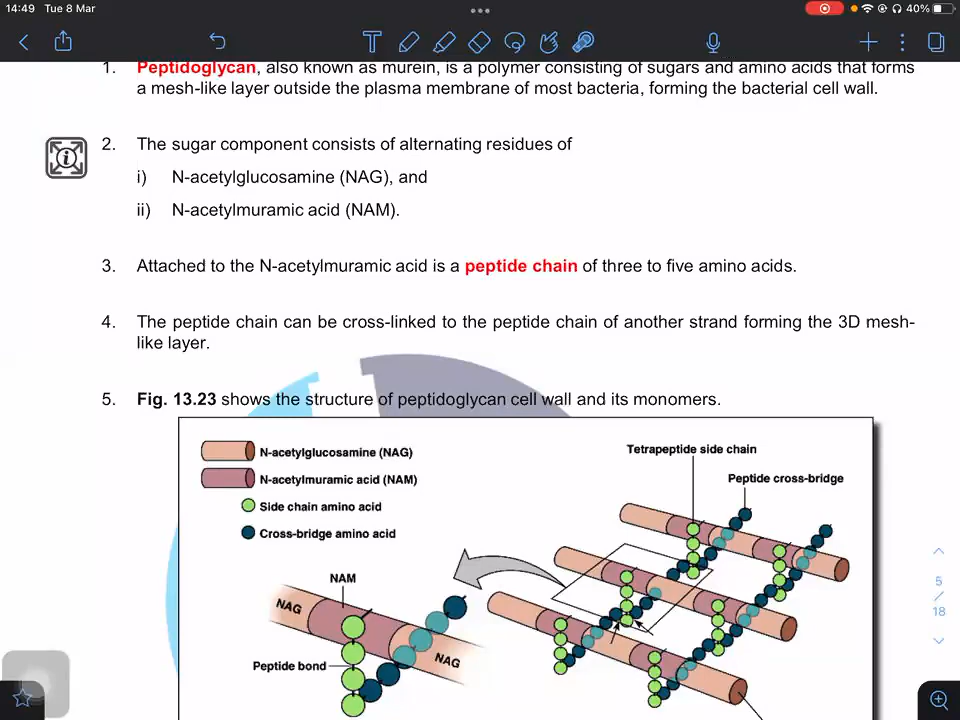 14:49 Tue 8 Mar
40%
1. Peptidoglycan, also known as murein, is a polymer consisting of sugars and amino acids that forms
a mesh-like layer outside the plasma membrane of most bacteria, forming the bacterial cell wall.
2. The sugar component consists of alternating residues of
i) N-acetylglucosamine (NAG), and
ii) N-acetylmuramic acid (NAM).
3. Attached to the N-acetylmuramic acid is a peptide chain of three to five amino acids.
4. The peptide chain can be cross-linked to the peptide chain of another strand forming the 3D mesh-
like layer.
5. Fig. 13.23 shows the structure of peptidoglycan cell wall and its monomers.
N-acetylglucosamine (NAG)
N-acetylmuramic acid (NAM)
Side chain amino acid
Cross-bridge amino acid
Tetrapeptide side chain
Peptide cross-bridge
NAM
NAG
Peptide bond
NAG
5
/
18